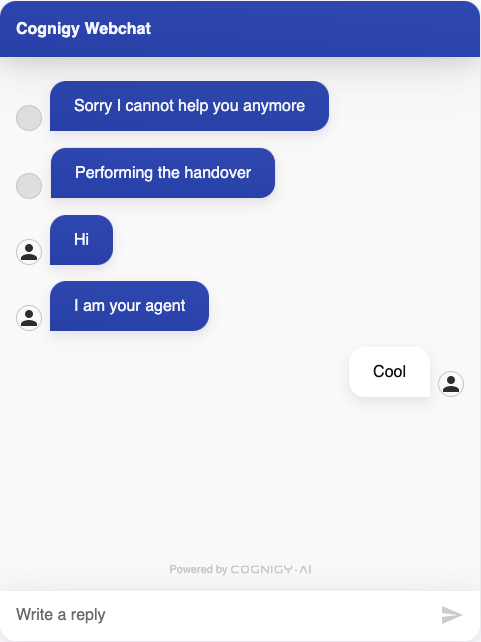 Cognigy Webchat
Sorry I cannot help you anymore
Performing the handover
Hi
I am your agent
Cool
Powered by COGNIGY·AI
Write a reply